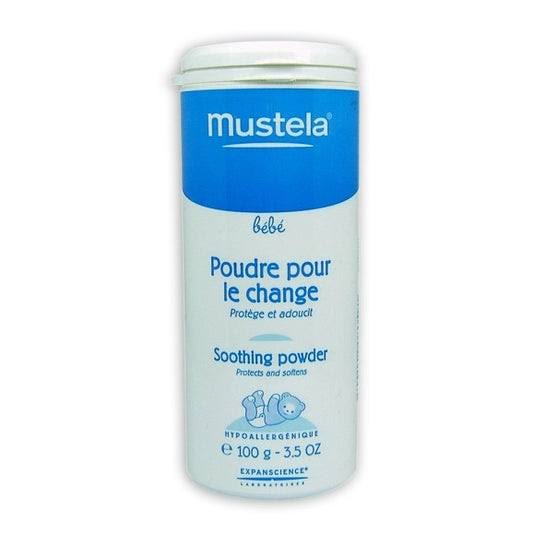 mustela®
bébé
Poudre pour
le change
Protège et adoucit
Soothing powder
Protects and softens
HYPOALLERGÉNIQUE
℮ 100 g - 3.5 OZ
EXPANSCIENCE®
LABORATOIRES